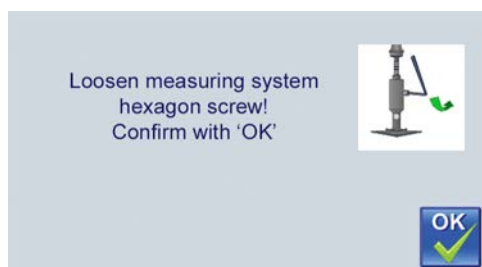 Loosen measuring system
hexagon screw!
Confirm with ‘OK’
OK